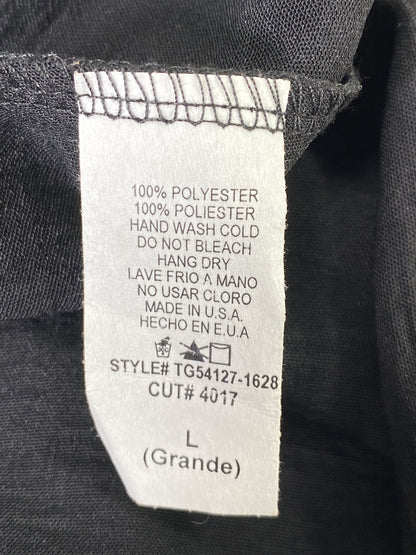 100% POLYESTER
100% POLIESTER
HAND WASH COLD
DO NOT BLEACH
HANG DRY
LAVE FRIO A MANO
NO USAR CLORO
MADE IN U.S.A.
HECHO EN E.U.A
STYLE# TG54127-1628
CUT# 4017
L
(Grande)